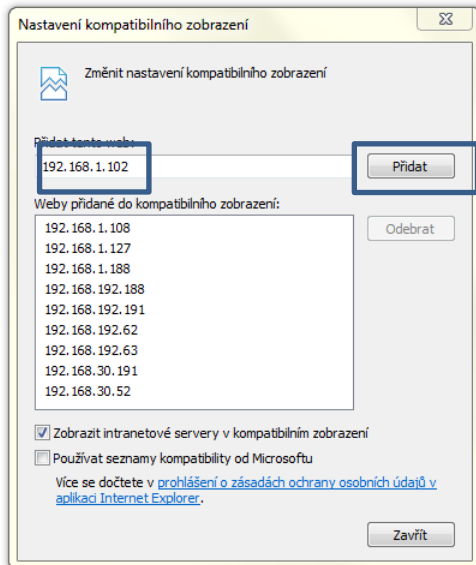 Nastavení kompatibilního zobrazení
Změnit nastavení kompatibilního zobrazení
Přidat tento web:
192.168.1.102
Přidat
Weby přidané do kompatibilního zobrazení:
192.168.1.108
Odebrat
192.168.1.127
192.168.1.188
192.168.192.188
192.168.192.191
192.168.192.62
192.168.192.63
192.168.30.191
192.168.30.52
Zobrazit intranetové servery v kompatibilním zobrazení
Používat seznamy kompatibility od Microsoftu
Více se dočtete v prohlášení o zásadách ochrany osobních údajů v
aplikaci Internet Explorer.
Zavřít